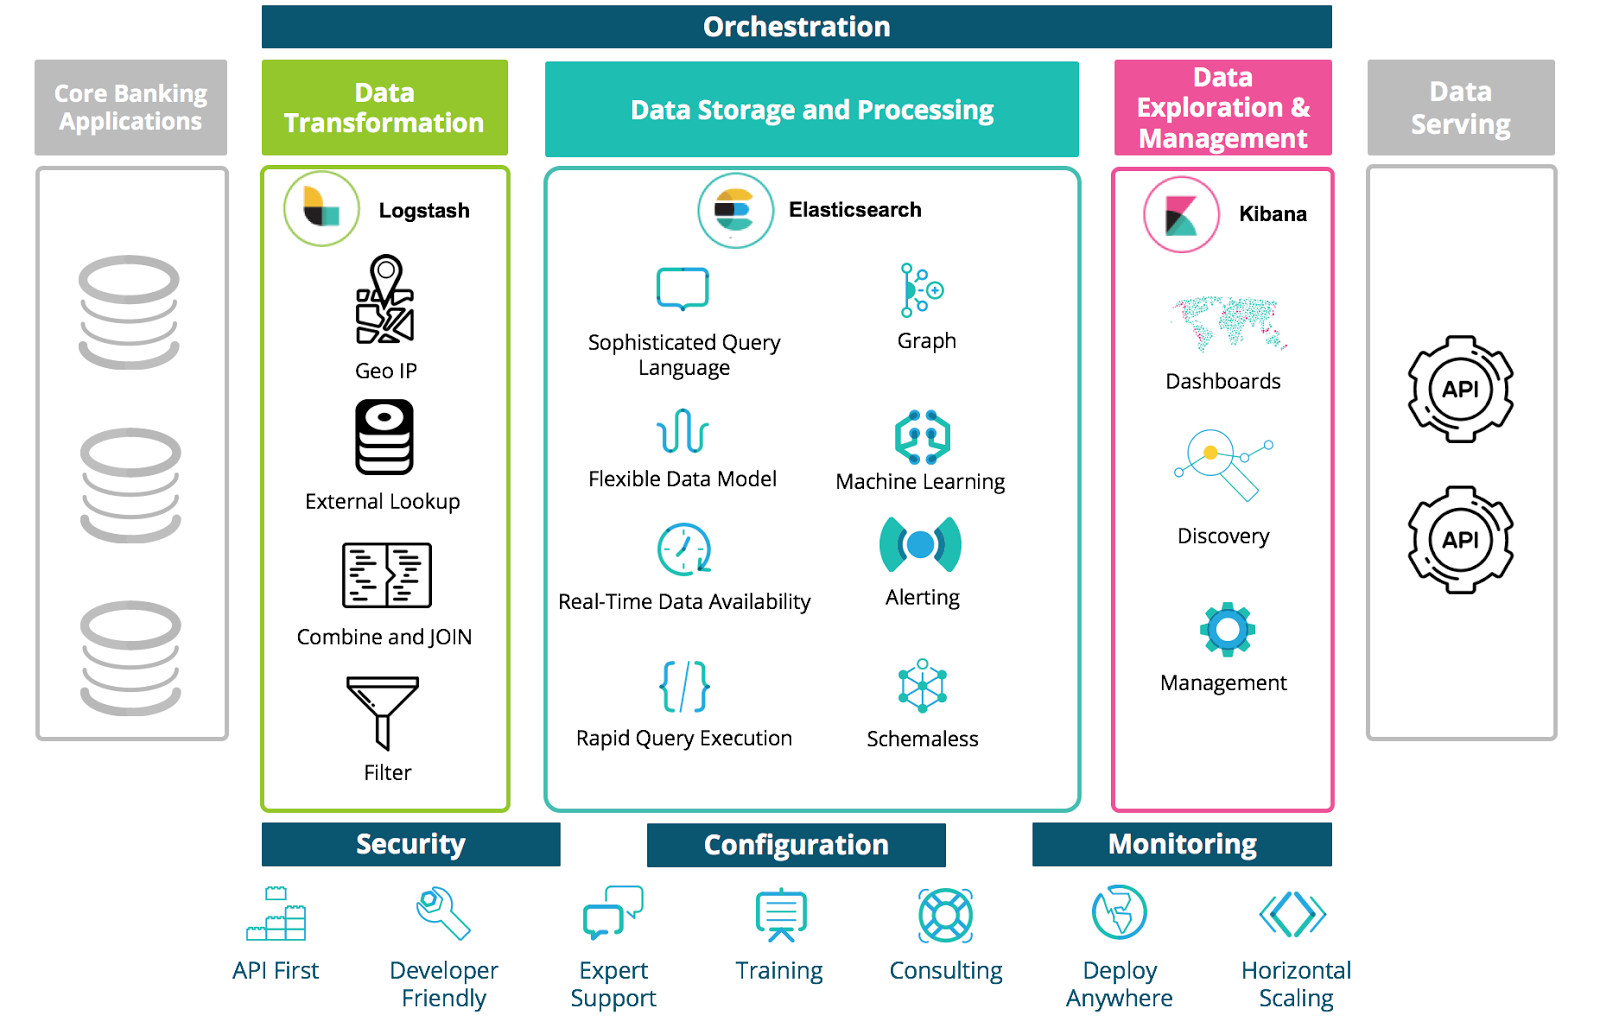 Orchestration
Core Banking
Applications
Data
Transformation
Data Storage and Processing
Data
Exploration &
Management
Data
Serving
Logstash
Geo IP
External Lookup
Combine and JOIN
Filter
Elasticsearch
Sophisticated Query
Language
Graph
Flexible Data Model
Machine Learning
Real-Time Data Availability
Alerting
Rapid Query Execution
Schemaless
Kibana
Dashboards
Discovery
Management
API
API
Security
Configuration
Monitoring
API First
Developer
Friendly
Expert
Support
Training
Consulting
Deploy
Anywhere
Horizontal
Scaling